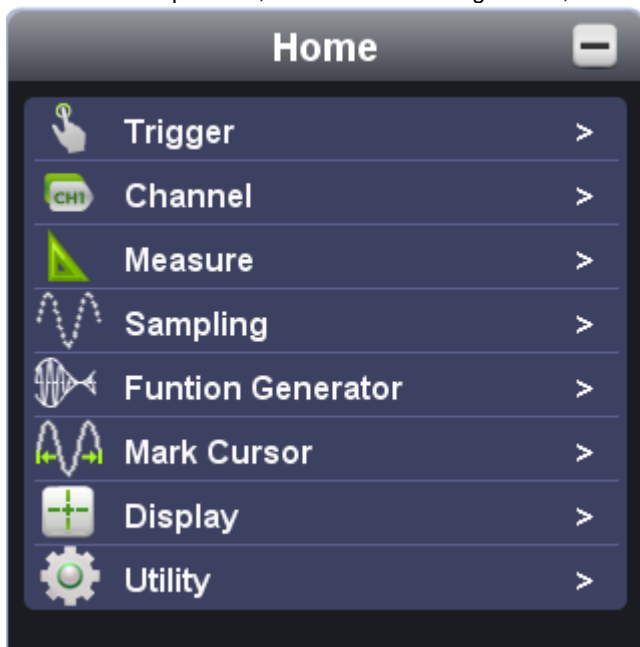 Home
Trigger >
CH1
Channel >
Measure >
Sampling >
Funtion Generator >
Mark Cursor >
Display >
Utility >